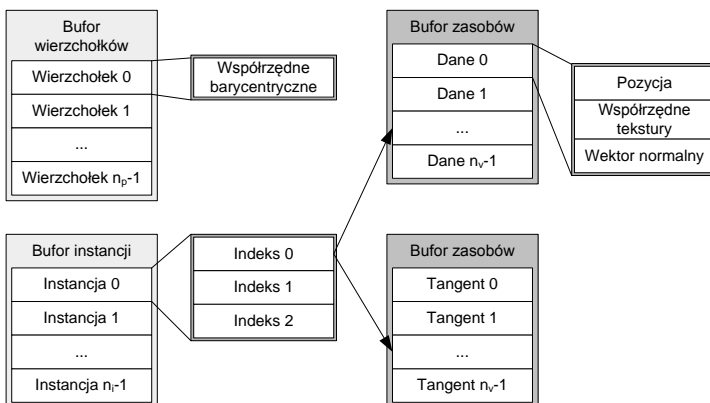 Bufor
wierzchołków
Wierzchołek 0
Wierzchołek 1
...
Wierzchołek nₚ-1
Współrzędne
barycentryczne
Bufor zasobów
Dane 0
Dane 1
...
Dane nᵥ-1
Pozycja
Współrzędne
tekstury
Wektor normalny
Bufor instancji
Instancja 0
Instancja 1
...
Instancja nᵢ-1
Indeks 0
Indeks 1
Indeks 2
Bufor zasobów
Tangent 0
Tangent 1
...
Tangent nᵥ-1